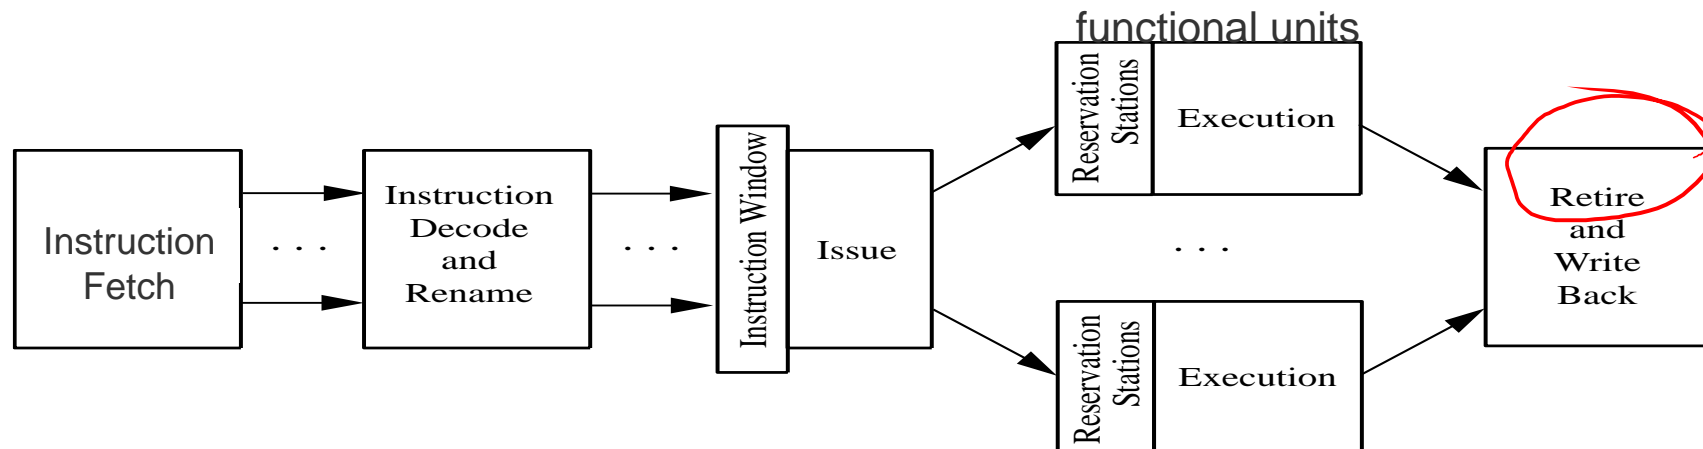 functional units
Instruction
Fetch
. . .
Instruction
Decode
and
Rename
. . .
Instruction Window
Issue
Reservation
Stations
Execution
. . .
Reservation
Stations
Execution
Retire
and
Write
Back